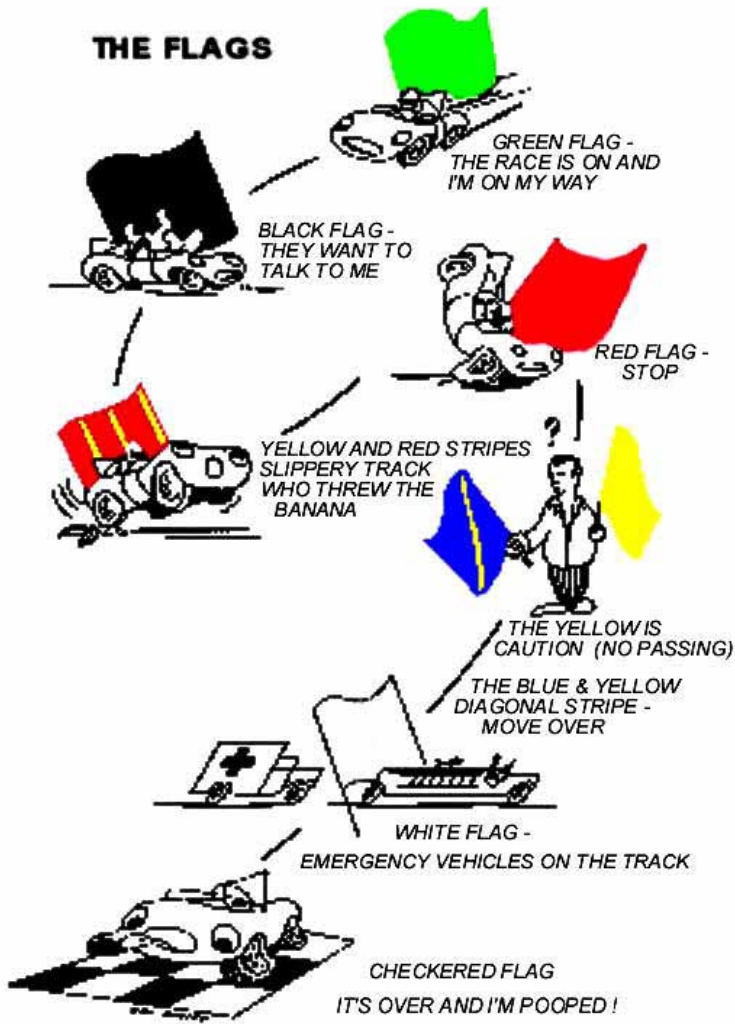 THE FLAGS
GREEN FLAG -
THE RACE IS ON AND
I'M ON MY WAY
BLACK FLAG -
THEY WANT TO
TALK TO ME
RED FLAG -
STOP
YELLOW AND RED STRIPES
SLIPPERY TRACK
WHO THREW THE
BANANA
?
THE YELLOW IS
CAUTION (NO PASSING)
THE BLUE & YELLOW
DIAGONAL STRIPE -
MOVE OVER
WHITE FLAG -
EMERGENCY VEHICLES ON THE TRACK
CHECKERED FLAG
IT'S OVER AND I'M POOPED !